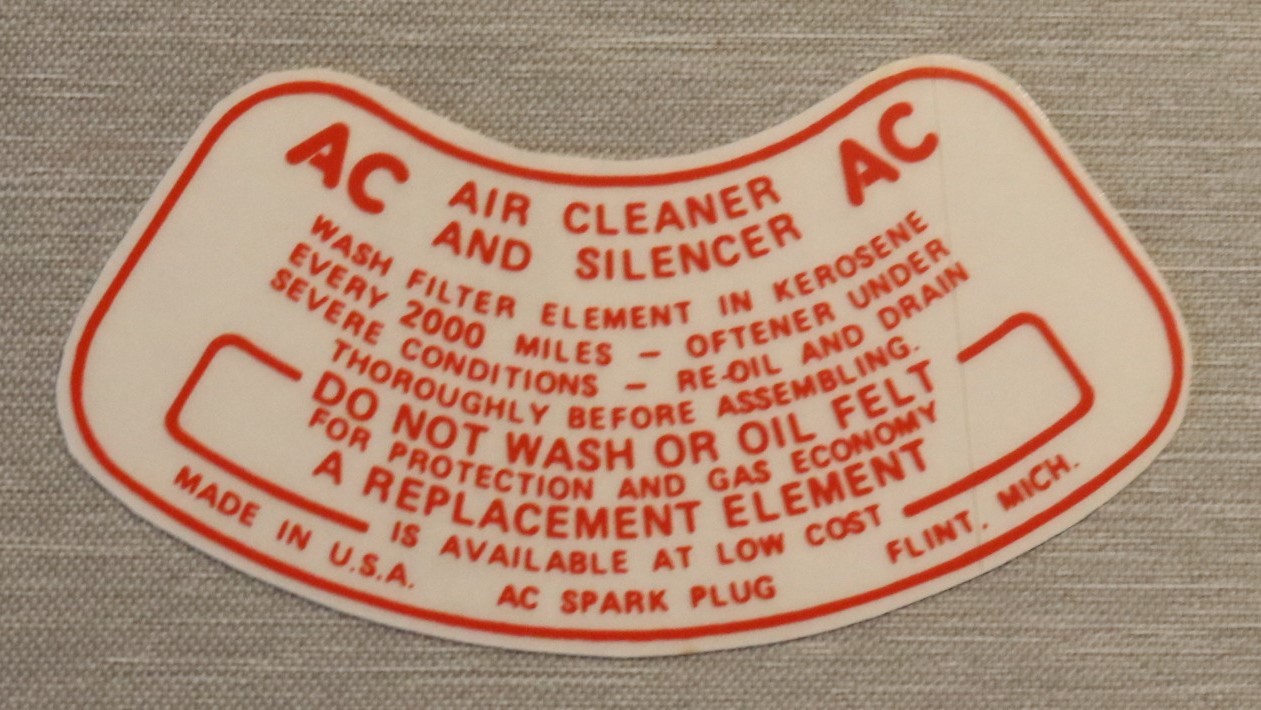 AC AC
AIR CLEANER
AND SILENCER
WASH FILTER ELEMENT IN KEROSENE
EVERY 2000 MILES – OFTENER UNDER
SEVERE CONDITIONS – RE-OIL AND DRAIN
THOROUGHLY BEFORE ASSEMBLING.
DO NOT WASH OR OIL FELT
FOR PROTECTION AND GAS ECONOMY
A REPLACEMENT ELEMENT
IS AVAILABLE AT LOW COST
MADE IN U.S.A. AC SPARK PLUG FLINT, MICH.